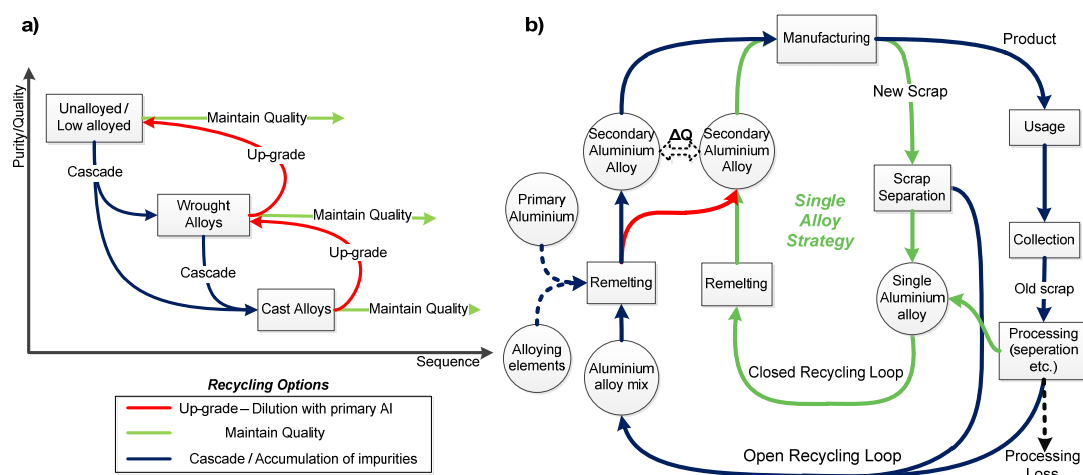 a)
Purity/Quality
Unalloyed /
Low alloyed
Maintain Quality
Up-grade
Cascade
Wrought
Alloys
Maintain Quality
Up-grade
Cascade
Cast Alloys
Maintain Quality
Sequence
Recycling Options
Up-grade – Dilution with primary Al
Maintain Quality
Cascade / Accumulation of impurities
b)
Manufacturing
Product
New Scrap
Secondary
Aluminium
Alloy
ΔQ
Secondary
Aluminium
Alloy
Usage
Scrap
Separation
Primary
Aluminium
Single
Alloy
Strategy
Collection
Remelting
Remelting
Single
Aluminium
alloy
Old scrap
Processing
(seperation
etc.)
Alloying
elements
Aluminium
alloy mix
Closed Recycling Loop
Open Recycling Loop
Processing
Loss